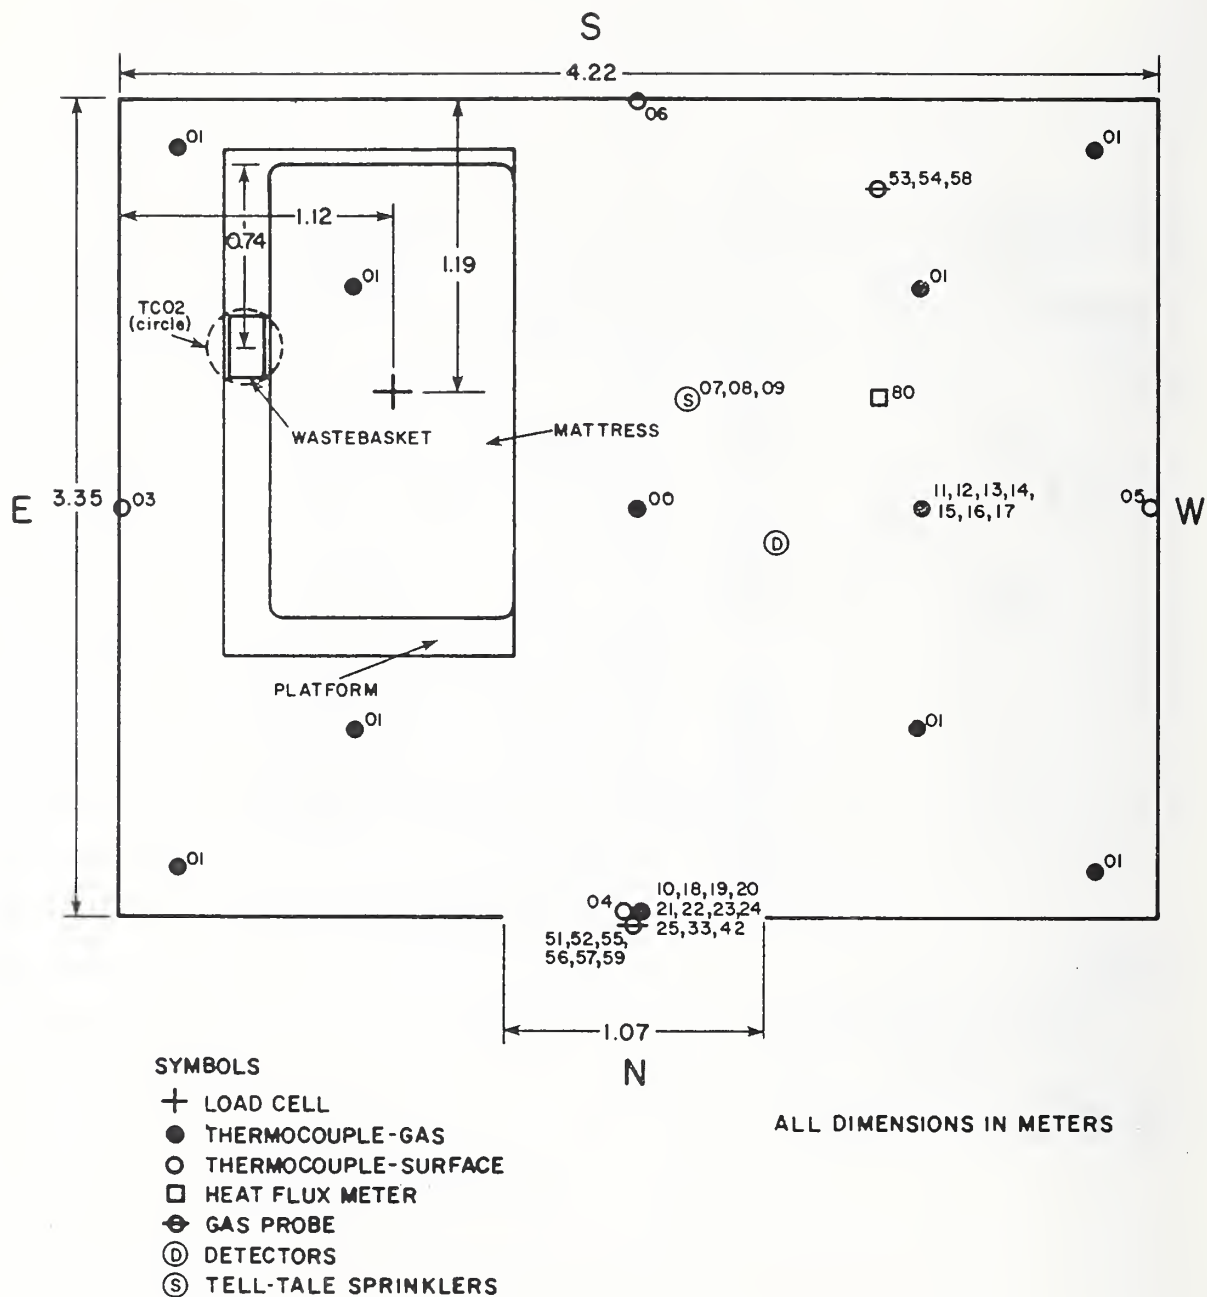 S
4.22
06
01
01
53,54,58
1.12
0.74
1.19
01
01
TC02
(circle)
07,08,09
80
WASTEBASKET
MATTRESS
E
3.35
03
00
11,12,13,14,
15,16,17
05
W
D
S
PLATFORM
01
01
01
01
04
10,18,19,20
21,22,23,24
25,33,42
51,52,55,
56,57,59
1.07
N
SYMBOLS
LOAD CELL
THERMOCOUPLE-GAS
THERMOCOUPLE-SURFACE
HEAT FLUX METER
GAS PROBE
D DETECTORS
S TELL-TALE SPRINKLERS
ALL DIMENSIONS IN METERS